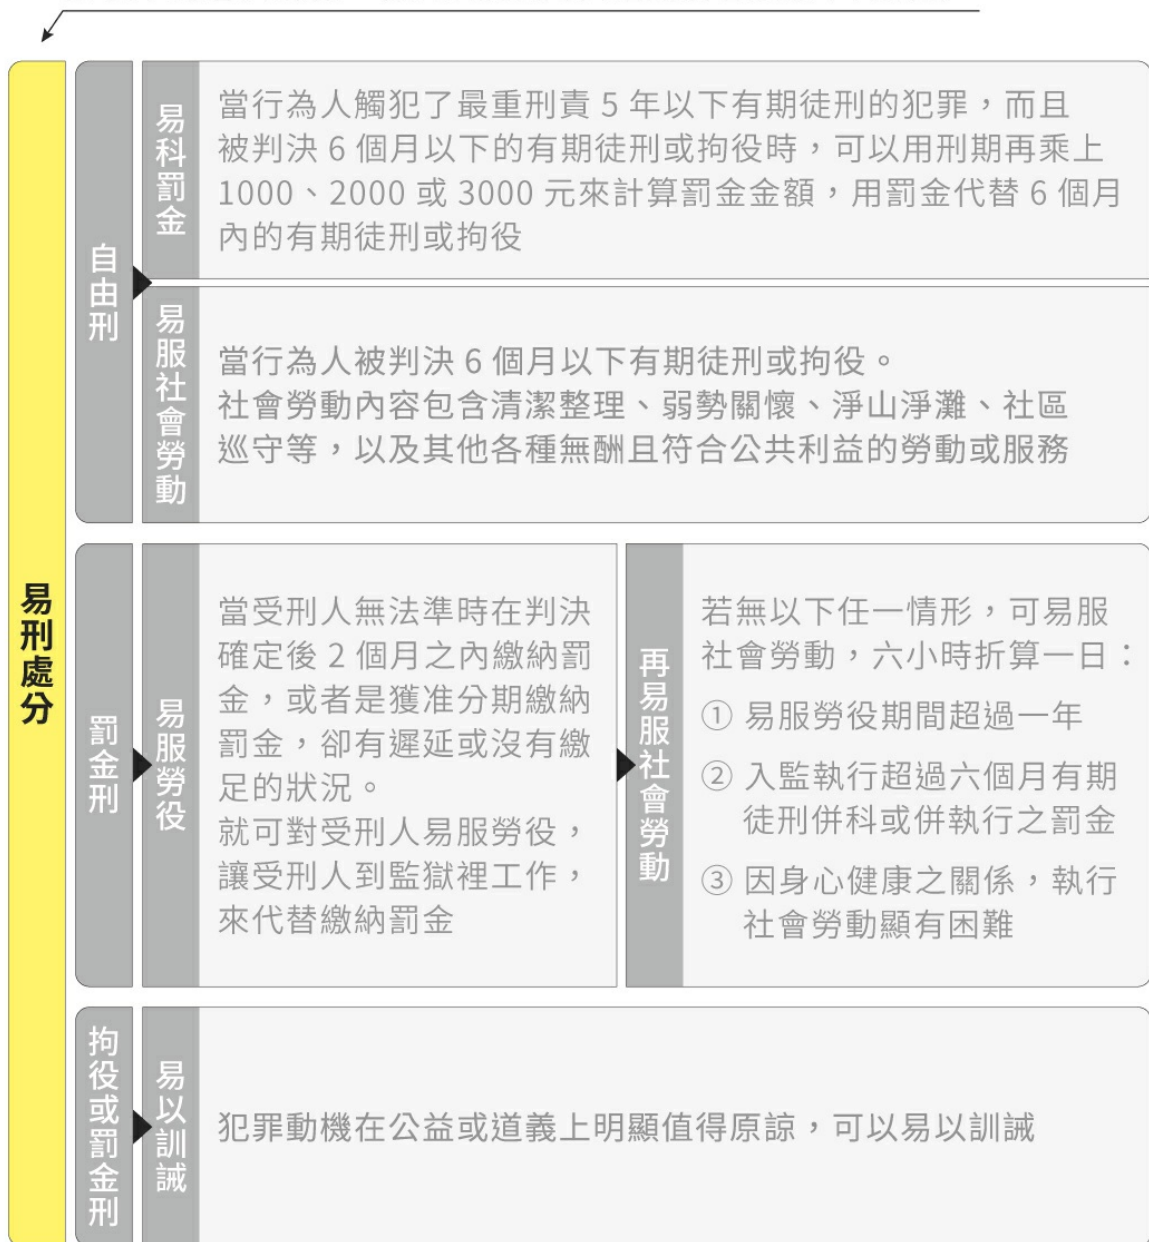 易刑處分
自由刑
易科罰金
當行為人觸犯了最重刑責 5 年以下有期徒刑的犯罪，而且
被判決 6 個月以下的有期徒刑或拘役時，可以用刑期再乘上
1000、2000 或 3000 元來計算罰金金額，用罰金代替 6 個月
內的有期徒刑或拘役
易服社會勞動
當行為人被判決 6 個月以下有期徒刑或拘役。
社會勞動內容包含清潔整理、弱勢關懷、淨山淨灘、社區
巡守等，以及其他各種無酬且符合公共利益的勞動或服務
罰金刑
易服勞役
當受刑人無法準時在判決
確定後 2 個月之內繳納罰
金，或者是獲准分期繳納
罰金，卻有遲延或沒有繳
足的狀況。
就可對受刑人易服勞役，
讓受刑人到監獄裡工作，
來代替繳納罰金
再易服社會勞動
若無以下任一情形，可易服
社會勞動，六小時折算一日：
① 易服勞役期間超過一年
② 入監執行超過六個月有期
徒刑併科或併執行之罰金
③ 因身心健康之關係，執行
社會勞動顯有困難
拘役或罰金刑
易以訓誡
犯罪動機在公益或道義上明顯值得原諒，可以易以訓誡